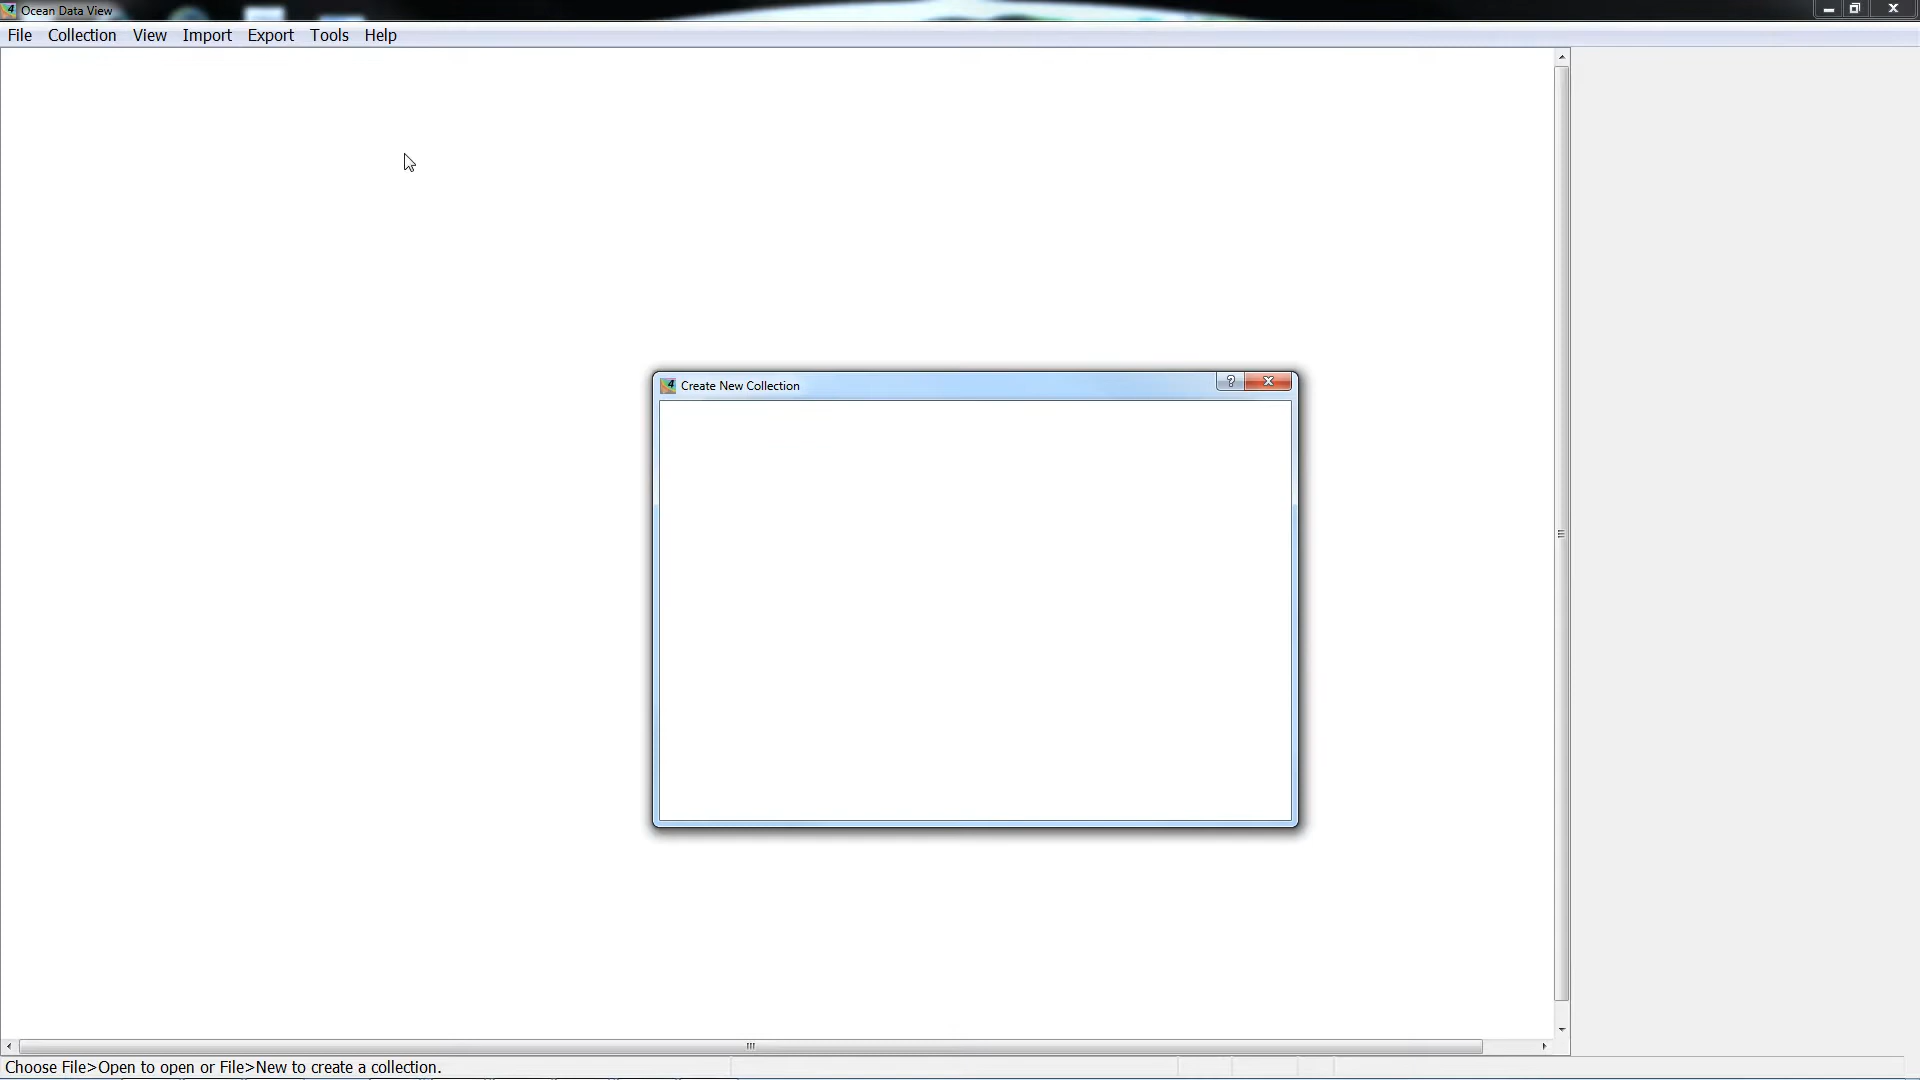 Ocean Data View
File Collection View Import Export Tools Help
Create New Collection
Choose File>Open to open or File>New to create a collection.